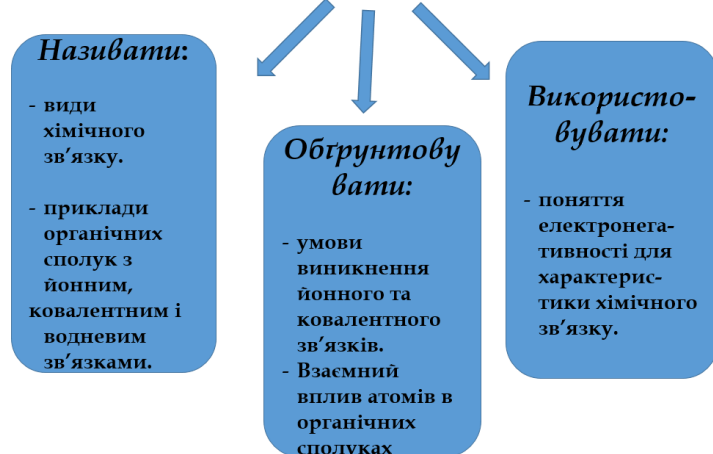 Називати:
- види
хімічного
зв’язку.
- приклади
органічних
сполук з
йонним,
ковалентним і
водневим
зв’язками.
Обґрунтову
вати:
- умови
виникнення
йонного та
ковалентного
зв’язків.
- Взаємний
вплив атомів в
органічних
сполуках
Використо-
вувати:
- поняття
електронега-
тивності для
характерис-
тики хімічного
зв’язку.